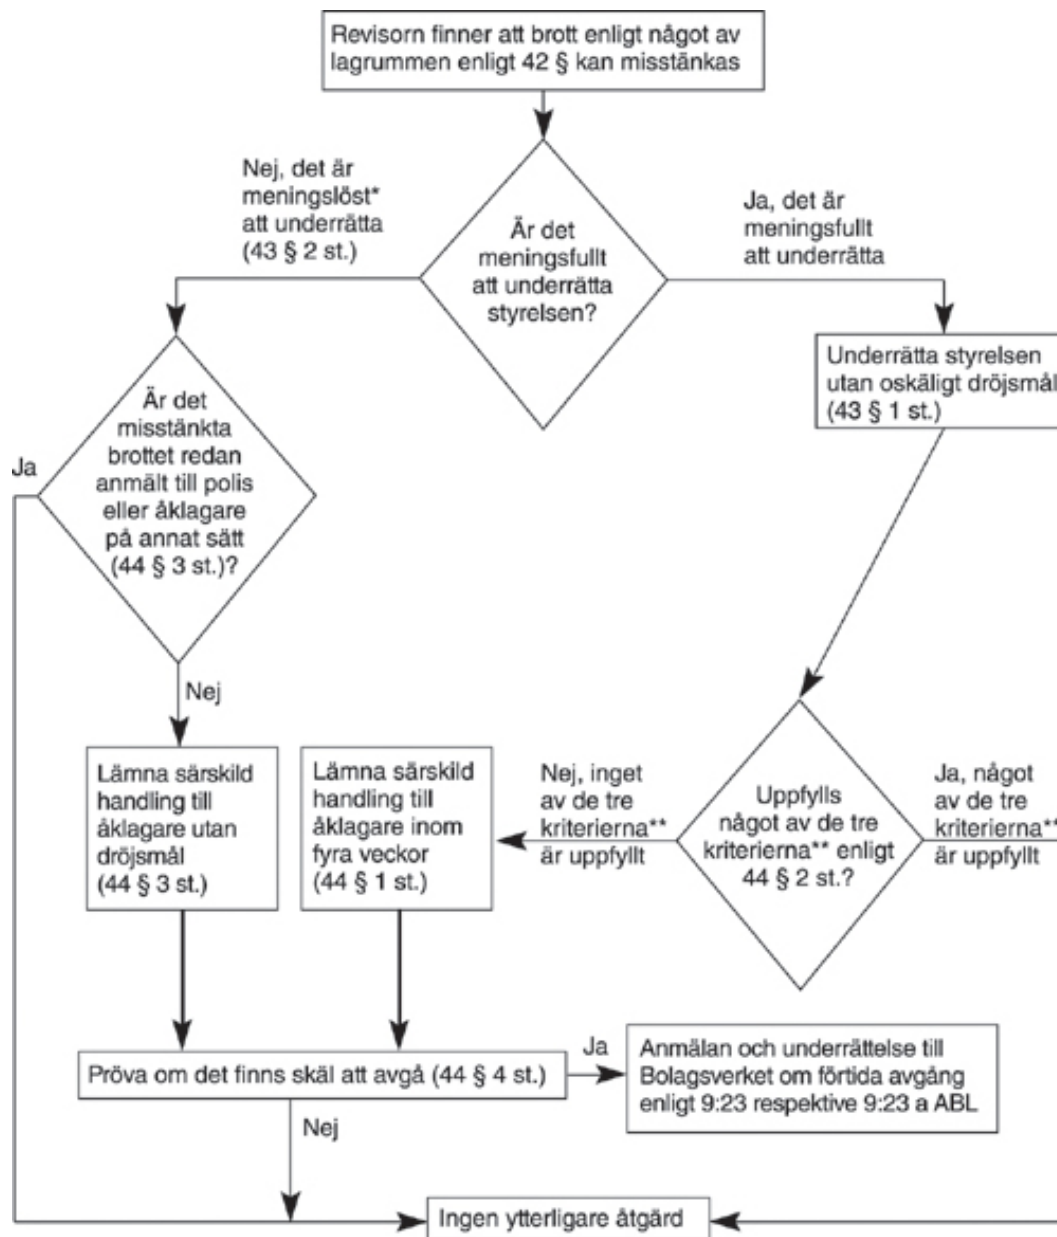 Revisorn finner att brott enligt något av
lagrummen enligt 42 § kan misstänkas
Nej, det är
meningslöst*
att underrätta
(43 § 2 st.)
Är det
meningsfullt
att underrätta
styrelsen?
Ja, det är
meningsfullt
att underrätta
Underrätta styrelsen
utan oskäligt dröjsmål
(43 § 1 st.)
Är det
misstänkta
brottet redan
anmält till polis
eller åklagare
på annat sätt
(44 § 3 st.)?
Ja
Nej
Lämna särskild
handling till
åklagare utan
dröjsmål
(44 § 3 st.)
Lämna särskild
handling till
åklagare inom
fyra veckor
(44 § 1 st.)
Nej, inget
av de tre
kriterierna**
är uppfyllt
Uppfylls
något av de tre
kriterierna** enligt
44 § 2 st.?
Ja, något
av de tre
kriterierna**
är uppfyllt
Pröva om det finns skäl att avgå (44 § 4 st.)
Ja
Anmälan och underrättelse till
Bolagsverket om förtida avgång
enligt 9:23 respektive 9:23 a ABL
Nej
Ingen ytterligare åtgärd